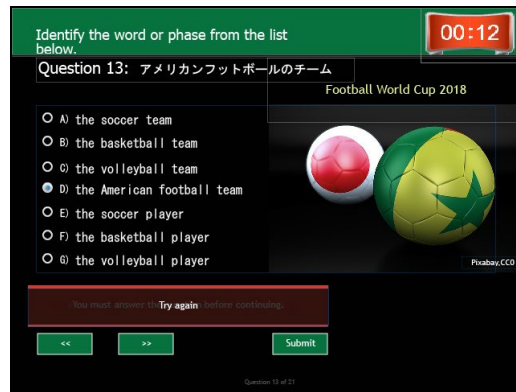 Identify the word or phase from the list
below.
00:12
Question 13: アメリカンフットボールのチーム
Football World Cup 2018
A) the soccer team
B) the basketball team
C) the volleyball team
D) the American football team
E) the soccer player
F) the basketball player
G) the volleyball player
Pixabay,CC0
You must answer the before continuing.
Try again
<<
>>
Submit
Question 13 of 21